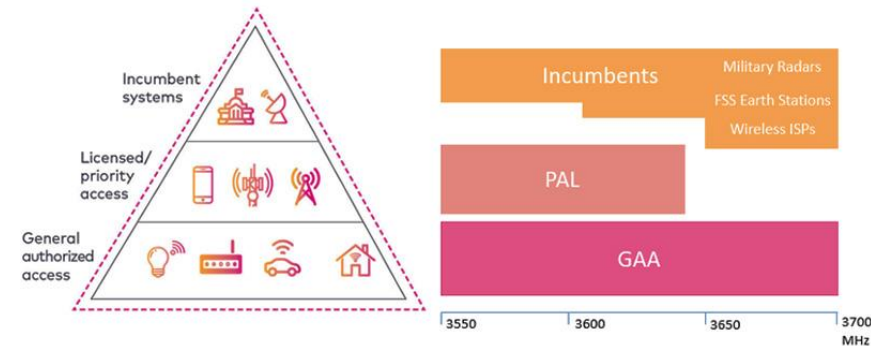 Incumbent
systems
Licensed/
priority
access
General
authorized
access
Incumbents
Military Radars
FSS Earth Stations
Wireless ISPs
PAL
GAA
3550
3600
3650
3700
MHz